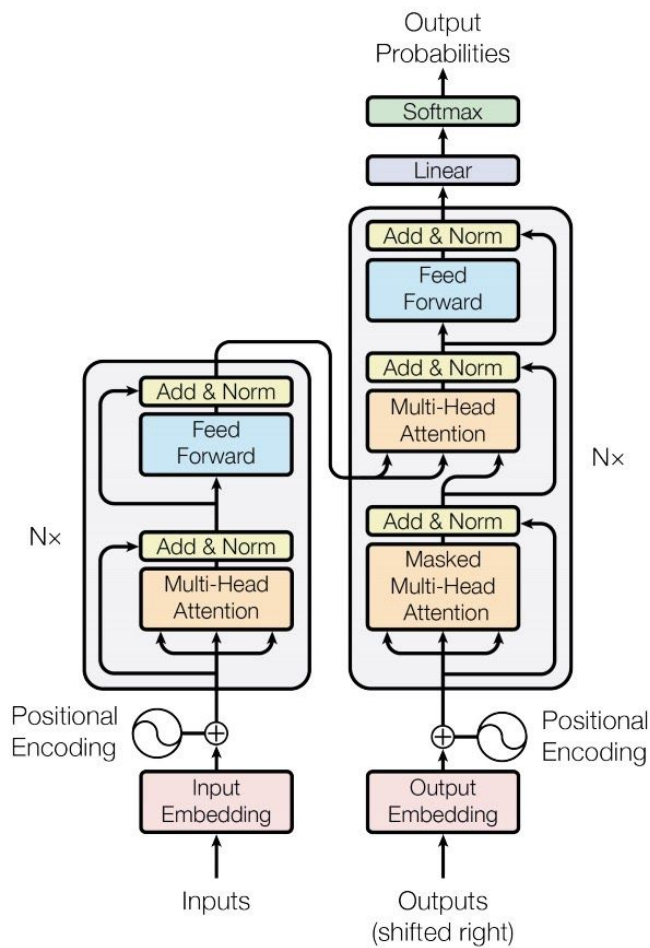 Output
Probabilities
Softmax
Linear
Add & Norm
Feed
Forward
Add & Norm
Multi-Head
Attention
Add & Norm
Masked
Multi-Head
Attention
N×
Add & Norm
Feed
Forward
Add & Norm
Multi-Head
Attention
N×
Positional
Encoding
Positional
Encoding
Input
Embedding
Output
Embedding
Inputs
Outputs
(shifted right)